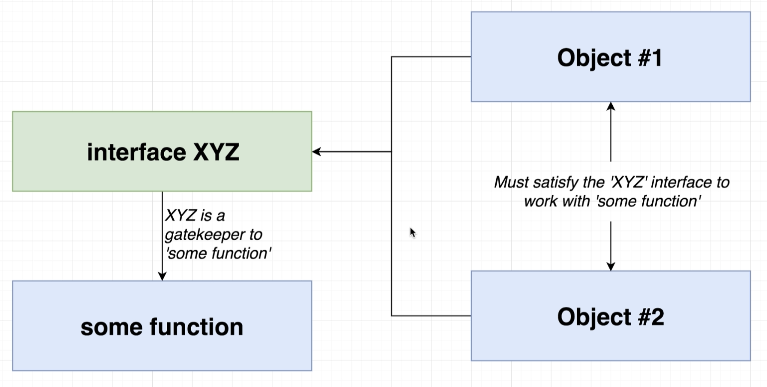 Object #1
interface XYZ
Must satisfy the 'XYZ' interface to
work with 'some function'
XYZ is a
gatekeeper to
'some function'
some function
Object #2